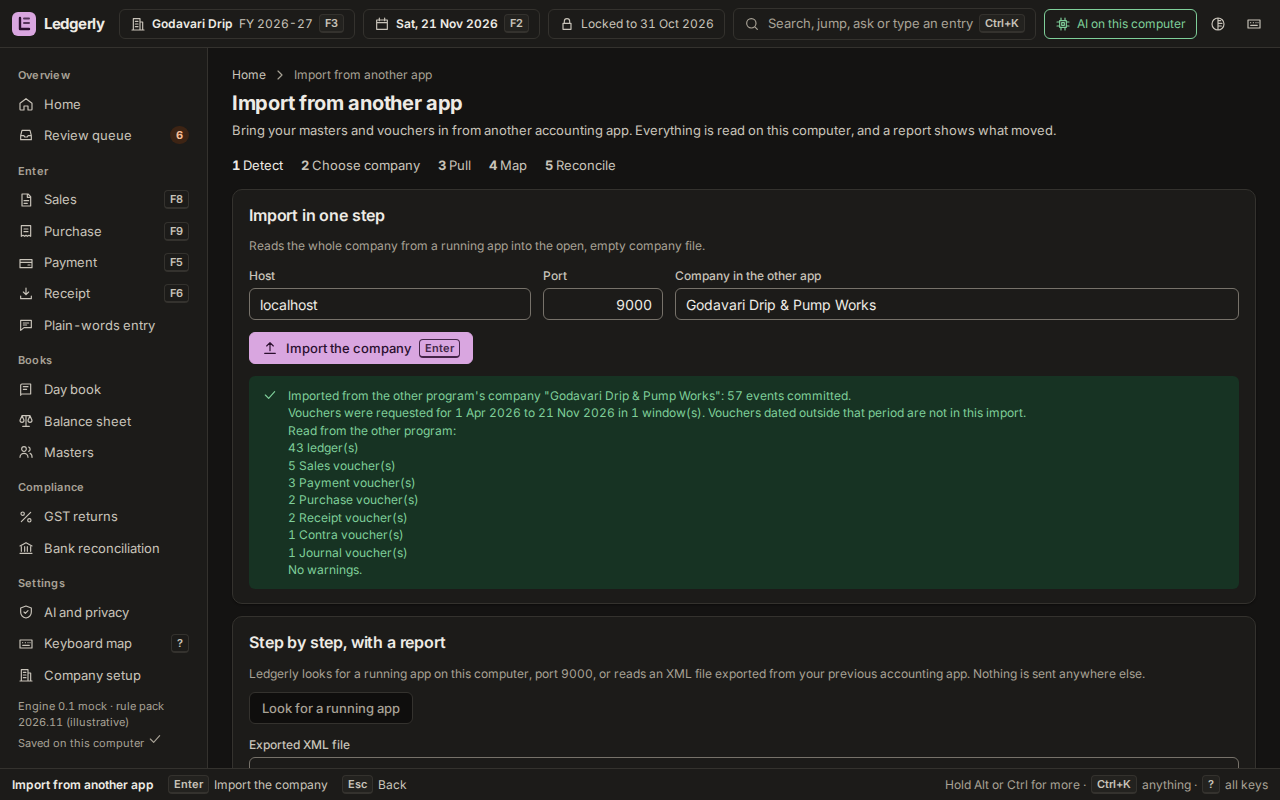 Ledgerly
Godavari Drip FY 2026-27 F3
Sat, 21 Nov 2026 F2
Locked to 31 Oct 2026
Search, jump, ask or type an entry Ctrl+K
AI on this computer
Overview
Home
Review queue 6
Enter
Sales F8
Purchase F9
Payment F5
Receipt F6
Plain-words entry
Books
Day book
Balance sheet
Masters
Compliance
GST returns
Bank reconciliation
Settings
AI and privacy
Keyboard map ?
Company setup
Engine 0.1 mock · rule pack
2026.11 (illustrative)
Saved on this computer
Home > Import from another app
Import from another app
Bring your masters and vouchers in from another accounting app. Everything is read on this computer, and a report shows what moved.
1 Detect 2 Choose company 3 Pull 4 Map 5 Reconcile
Import in one step
Reads the whole company from a running app into the open, empty company file.
Host Port Company in the other app
localhost 9000 Godavari Drip & Pump Works
Import the company Enter
Imported from the other program's company "Godavari Drip & Pump Works": 57 events committed.
Vouchers were requested for 1 Apr 2026 to 21 Nov 2026 in 1 window(s). Vouchers dated outside that period are not in this import.
Read from the other program:
43 ledger(s)
5 Sales voucher(s)
3 Payment voucher(s)
2 Purchase voucher(s)
2 Receipt voucher(s)
1 Contra voucher(s)
1 Journal voucher(s)
No warnings.
Step by step, with a report
Ledgerly looks for a running app on this computer, port 9000, or reads an XML file exported from your previous accounting app. Nothing is sent anywhere else.
Look for a running app
Exported XML file
Import from another app Enter Import the company Esc Back
Hold Alt or Ctrl for more · Ctrl+K anything · ? all keys